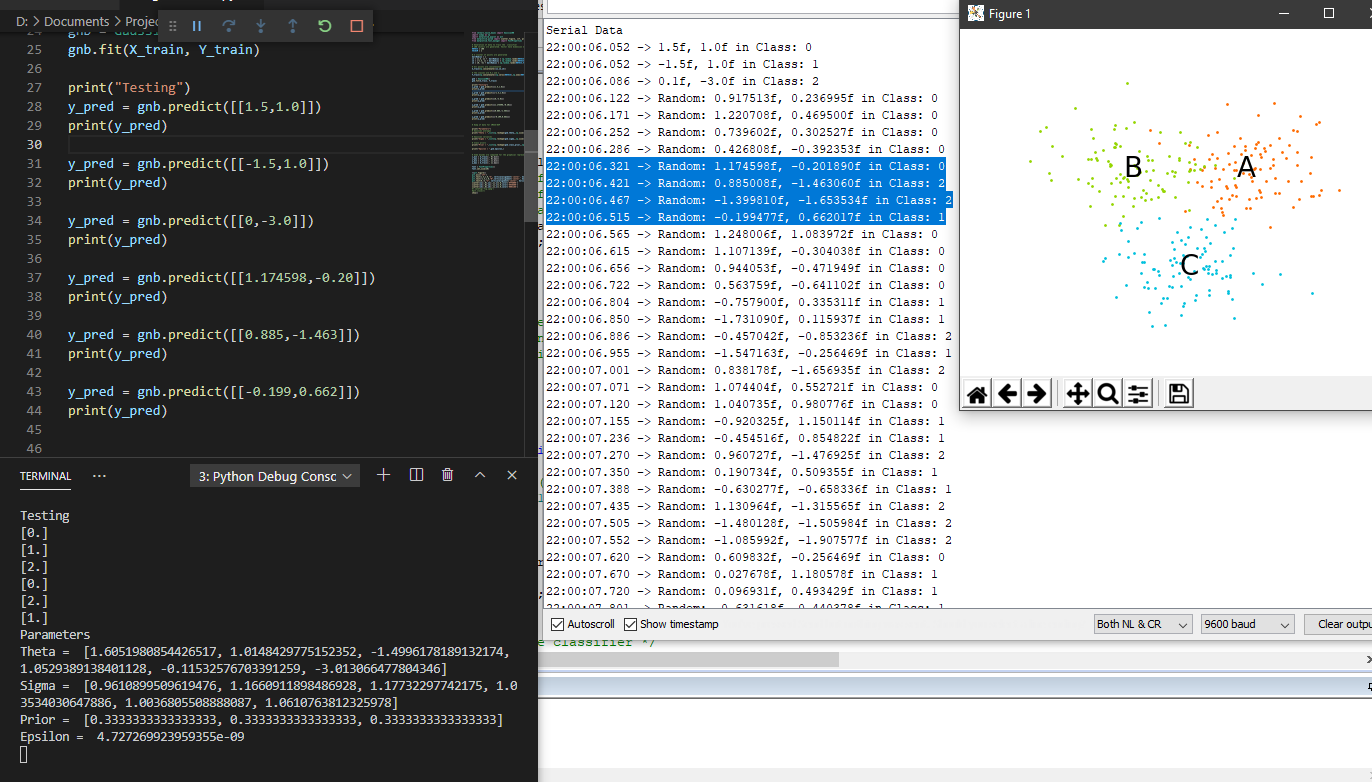 D: > Documents > Projec
25 gnb.fit(X_train, Y_train)
26
27 print("Testing")
28 y_pred = gnb.predict([[1.5,1.0]])
29 print(y_pred)
30
31 y_pred = gnb.predict([[-1.5,1.0]])
32 print(y_pred)
33
34 y_pred = gnb.predict([[0,-3.0]])
35 print(y_pred)
36
37 y_pred = gnb.predict([[1.174598,-0.20]])
38 print(y_pred)
39
40 y_pred = gnb.predict([[0.885,-1.463]])
41 print(y_pred)
42
43 y_pred = gnb.predict([[-0.199,0.662]])
44 print(y_pred)
45
46
TERMINAL ... 3: Python Debug Consc
Testing
[0.]
[1.]
[2.]
[0.]
[2.]
[1.]
Parameters
Theta =  [1.6051980854426517, 1.0148429775152352, -1.4996178189132174,
1.0529389138401128, -0.11532576703391259, -3.013066477804346]
Sigma =  [0.9610899509619476, 1.1660911898486928, 1.17732297742175, 1.0
3534030647886, 1.0036805508888087, 1.0610763812325978]
Prior =  [0.3333333333333333, 0.3333333333333333, 0.3333333333333333]
Epsilon =  4.727269923959355e-09
Serial Data
22:00:06.052 -> 1.5f, 1.0f in Class: 0
22:00:06.052 -> -1.5f, 1.0f in Class: 1
22:00:06.086 -> 0.1f, -3.0f in Class: 2
22:00:06.122 -> Random: 0.917513f, 0.236995f in Class: 0
22:00:06.171 -> Random: 1.220708f, 0.469500f in Class: 0
22:00:06.252 -> Random: 0.739602f, 0.302527f in Class: 0
22:00:06.286 -> Random: 0.426808f, -0.392353f in Class: 0
22:00:06.321 -> Random: 1.174598f, -0.201890f in Class: 0
22:00:06.421 -> Random: 0.885008f, -1.463060f in Class: 2
22:00:06.467 -> Random: -1.399810f, -1.653534f in Class: 2
22:00:06.515 -> Random: -0.199477f, 0.662017f in Class: 1
22:00:06.565 -> Random: 1.248006f, 1.083972f in Class: 0
22:00:06.615 -> Random: 1.107139f, -0.304038f in Class: 0
22:00:06.656 -> Random: 0.944053f, -0.471949f in Class: 0
22:00:06.722 -> Random: 0.563759f, -0.641102f in Class: 0
22:00:06.804 -> Random: -0.757900f, 0.335311f in Class: 1
22:00:06.850 -> Random: -1.731090f, 0.115937f in Class: 1
22:00:06.886 -> Random: -0.457042f, -0.853236f in Class: 2
22:00:06.955 -> Random: -1.547163f, -0.256469f in Class: 1
22:00:07.001 -> Random: 0.838178f, -1.656935f in Class: 2
22:00:07.071 -> Random: 1.074404f, 0.552721f in Class: 0
22:00:07.120 -> Random: 1.040735f, 0.980776f in Class: 0
22:00:07.155 -> Random: -0.920325f, 1.150114f in Class: 1
22:00:07.236 -> Random: -0.454516f, 0.854822f in Class: 1
22:00:07.270 -> Random: 0.960727f, -1.476925f in Class: 2
22:00:07.350 -> Random: 0.190734f, 0.509355f in Class: 1
22:00:07.388 -> Random: -0.630277f, -0.658336f in Class: 1
22:00:07.435 -> Random: 1.130964f, -1.315565f in Class: 2
22:00:07.505 -> Random: -1.480128f, -1.505984f in Class: 2
22:00:07.552 -> Random: -1.085992f, -1.907577f in Class: 2
22:00:07.620 -> Random: 0.609832f, -0.256469f in Class: 0
22:00:07.670 -> Random: 0.027678f, 1.180578f in Class: 1
22:00:07.720 -> Random: 0.096931f, 0.493429f in Class: 1
Autoscroll Show timestamp Both NL & CR 9600 baud Clear outpu
e classifier */
Figure 1
B A
C